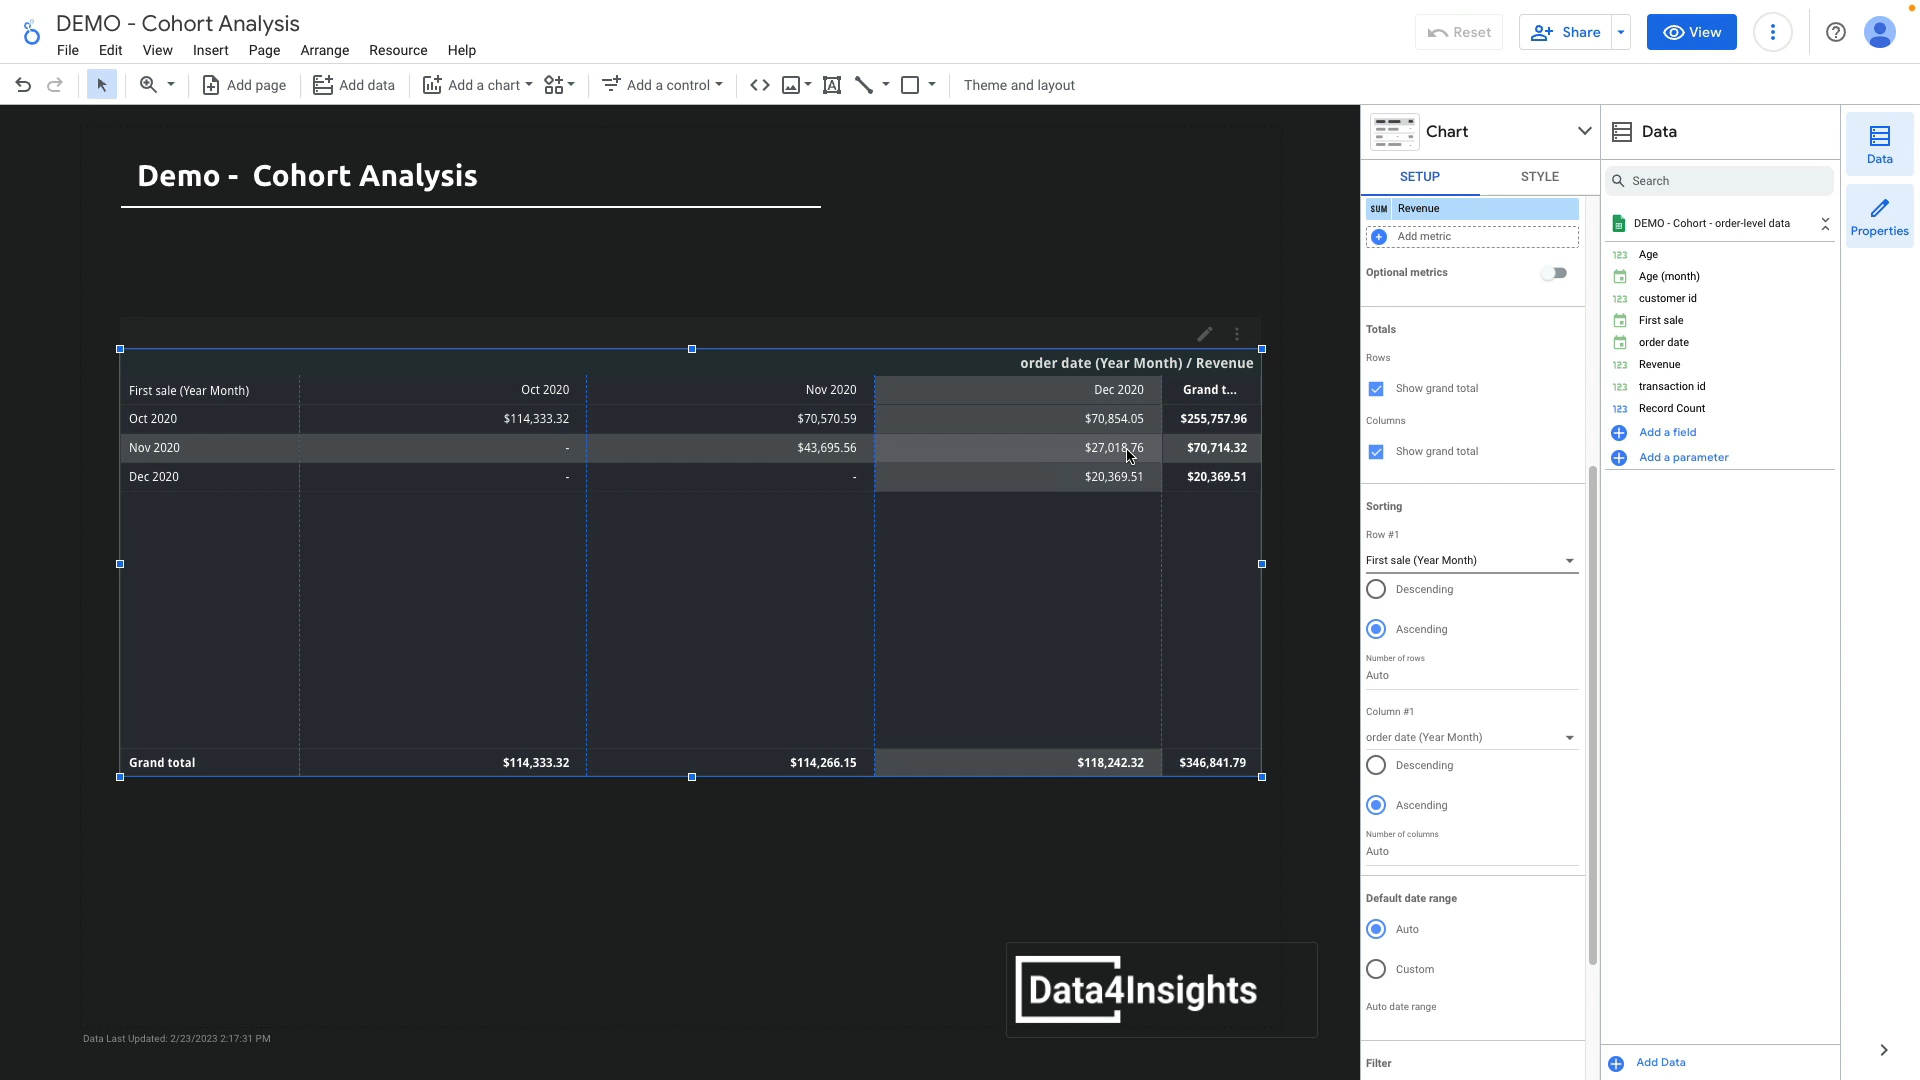 DEMO - Cohort Analysis
File Edit View Insert Page Arrange Resource Help
Reset
Share
View
Add page
Add data
Add a chart
Add a control
Theme and layout
Demo - Cohort Analysis
order date (Year Month) / Revenue
First sale (Year Month) Oct 2020 Nov 2020 Dec 2020 Grand t...
Oct 2020 $114,333.32 $70,570.59 $70,854.05 $255,757.96
Nov 2020 - $43,695.56 $27,018.76 $70,714.32
Dec 2020 - - $20,369.51 $20,369.51
Grand total $114,333.32 $114,266.15 $118,242.32 $346,841.79
Data4Insights
Data Last Updated: 2/23/2023 2:17:31 PM
Chart
SETUP STYLE
SUM Revenue
Add metric
Optional metrics
Totals
Rows
Show grand total
Columns
Show grand total
Sorting
Row #1
First sale (Year Month)
Descending
Ascending
Number of rows
Auto
Column #1
order date (Year Month)
Descending
Ascending
Number of columns
Auto
Default date range
Auto
Custom
Auto date range
Filter
Data
Search
DEMO - Cohort - order-level data
123 Age
Age (month)
123 customer id
First sale
order date
123 Revenue
123 transaction id
123 Record Count
Add a field
Add a parameter
Add Data
Data
Properties